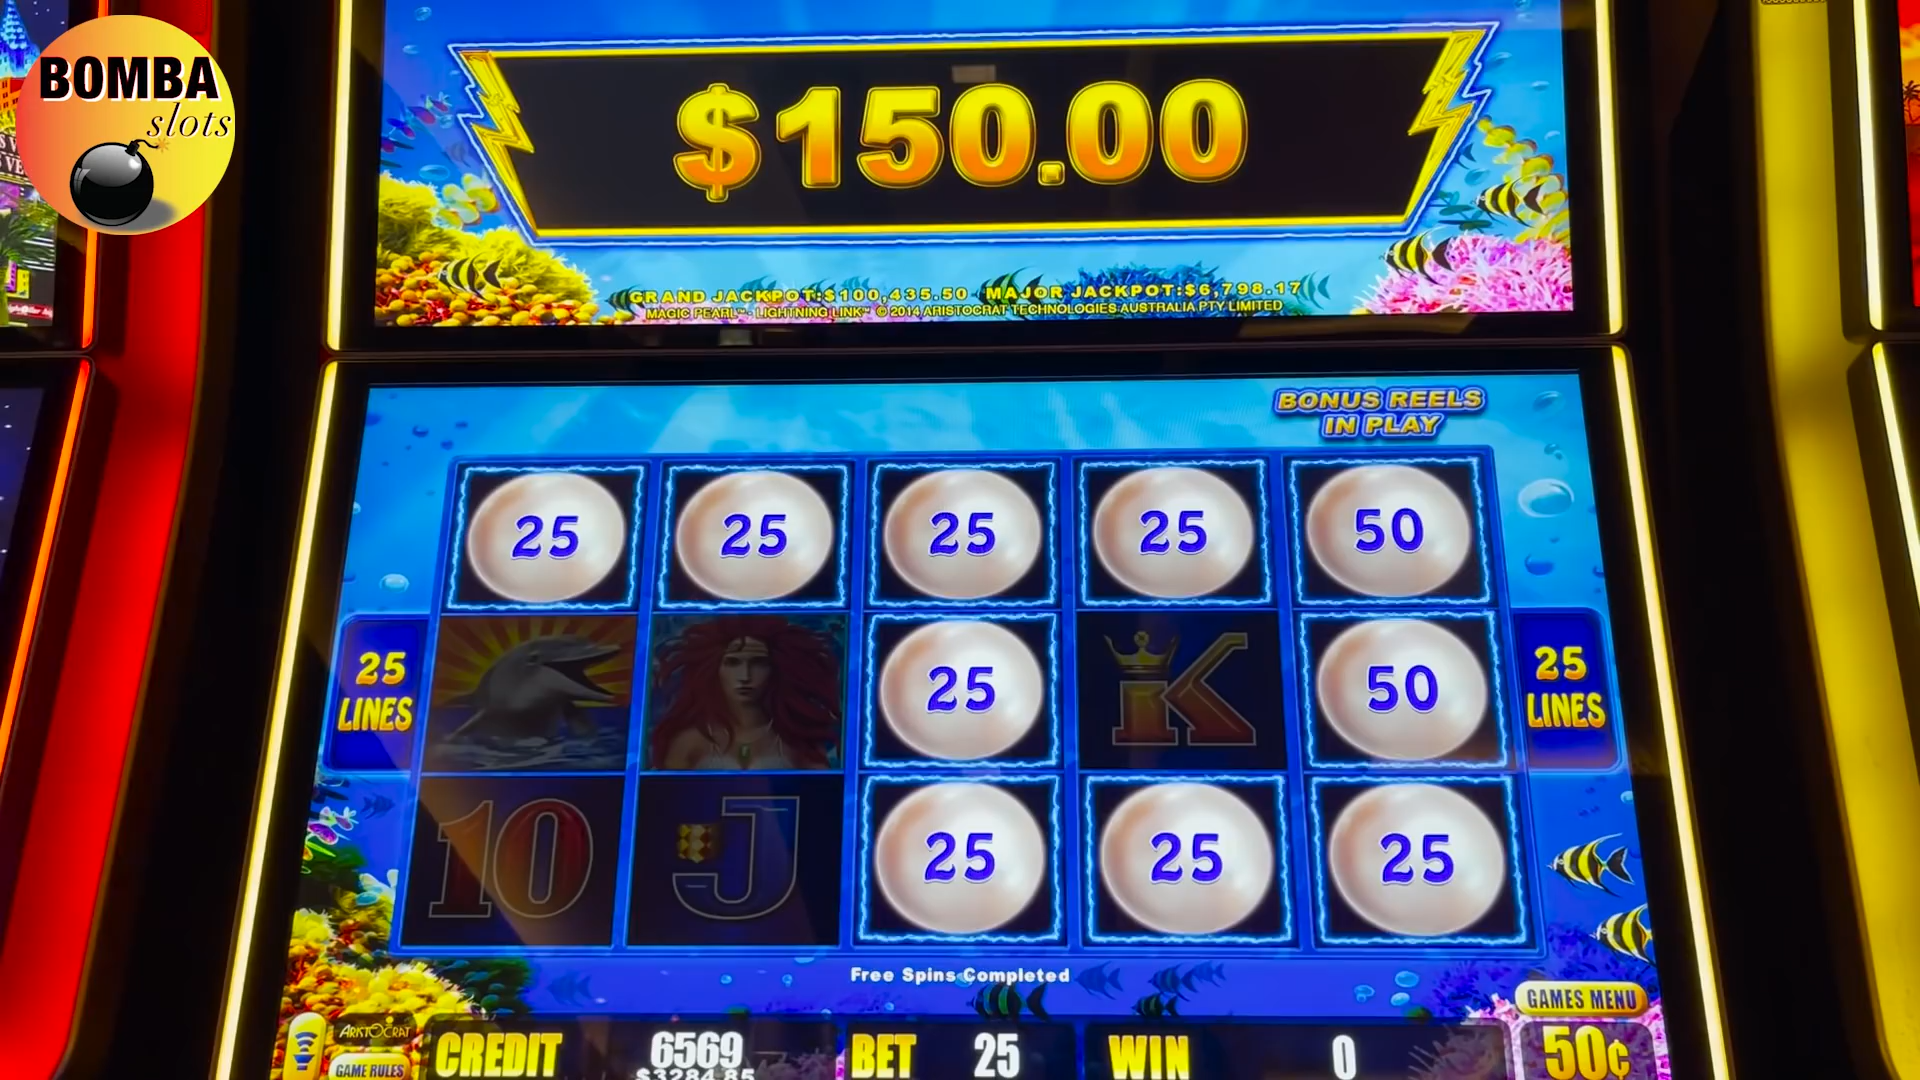 BOMBA
slots
$150.00
GRAND JACKPOT:$100,435.50 MAJOR JACKPOT:$6,798.17
MAGIC PEARL™ - LIGHTNING LINK™ © 2014 ARISTOCRAT TECHNOLOGIES AUSTRALIA PTY LIMITED
BONUS REELS
IN PLAY
25 25 25 25 50
25 LINES
25 K 50
25 LINES
10 J 25 25 25
Free Spins Completed
GAMES MENU
ARISTOCRAT
GAME RULES
CREDIT 6569 BET 25 WIN 0 50¢
$3284.85